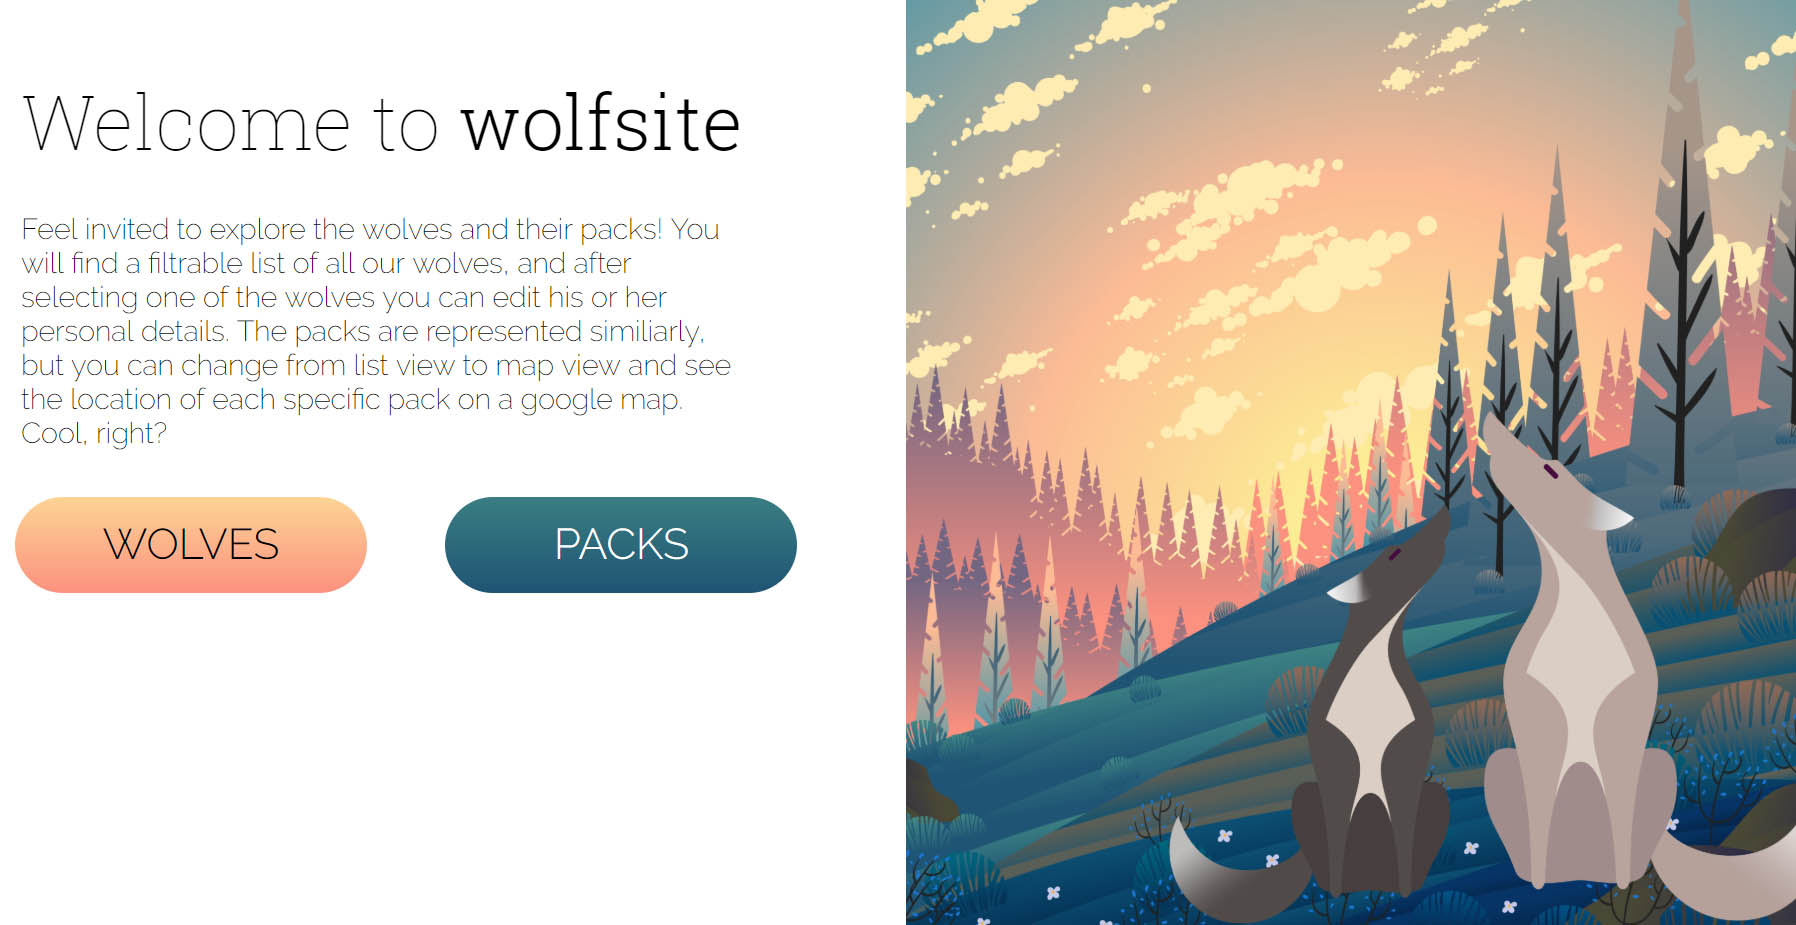 Welcome to wolfsite
Feel invited to explore the wolves and their packs! You
will find a filtrable list of all our wolves, and after
selecting one of the wolves you can edit his or her
personal details. The packs are represented similiarly,
but you can change from list view to map view and see
the location of each specific pack on a google map.
Cool, right?
WOLVES
PACKS